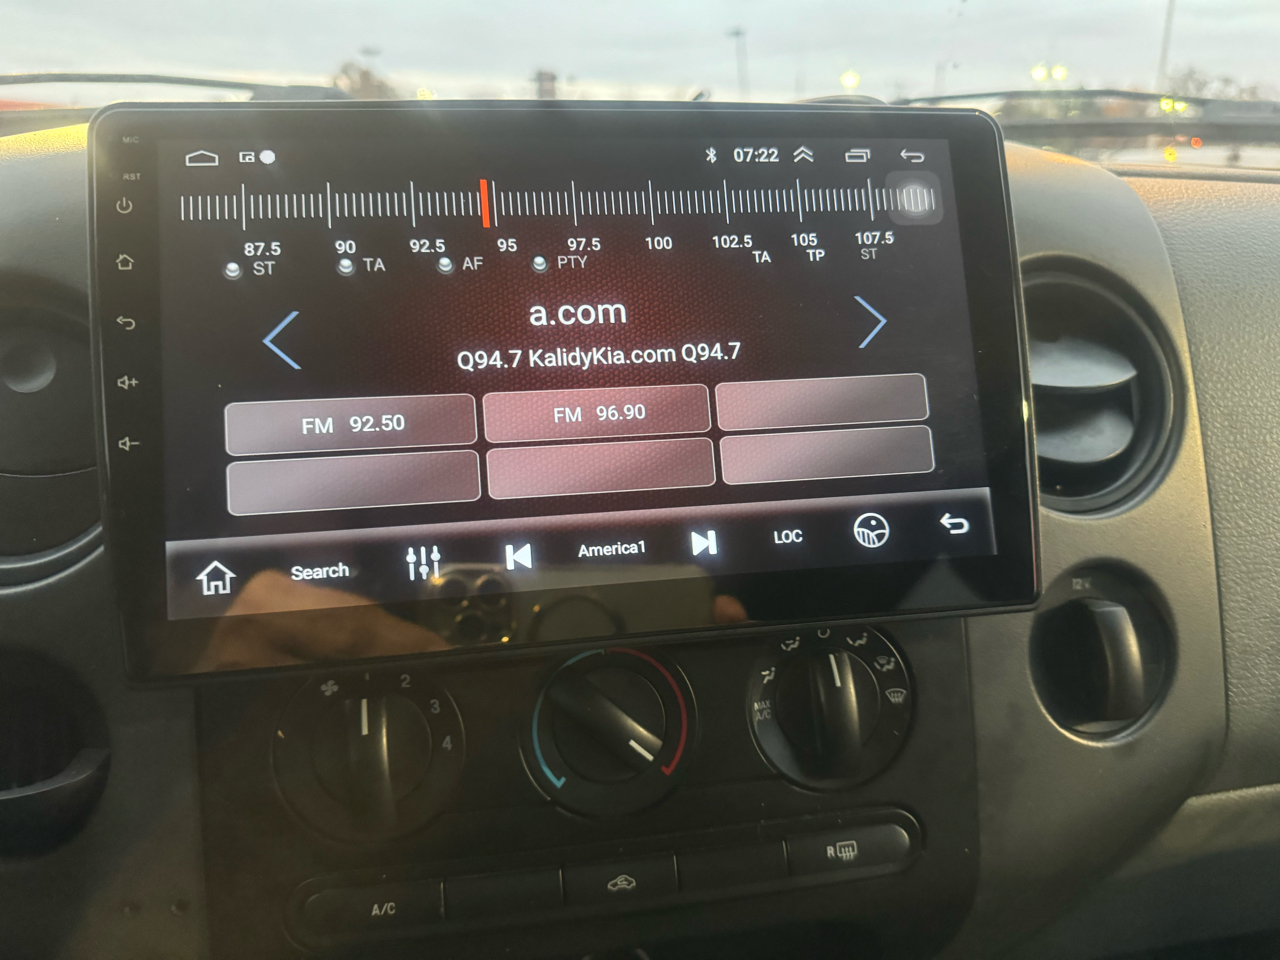 MIC
07:22
RST
87.5 90 92.5 95 97.5 100 102.5 105 107.5
ST TA AF PTY TA TP ST
a.com
Q94.7 KalidyKia.com Q94.7
FM 92.50 FM 96.90
Search America1 LOC
12V
1 2 3 4
MAX A/C
A/C
R